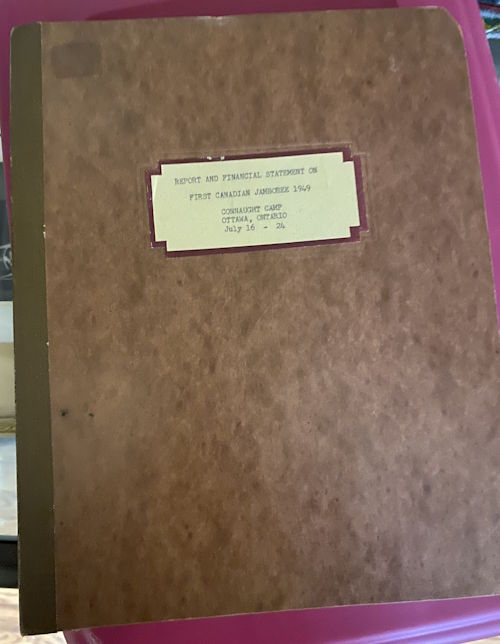 REPORT AND FINANCIAL STATEMENT ON
FIRST CANADIAN JAMBOREE 1949
CONNAUGHT CAMP
OTTAWA, ONTARIO
July 16 - 24